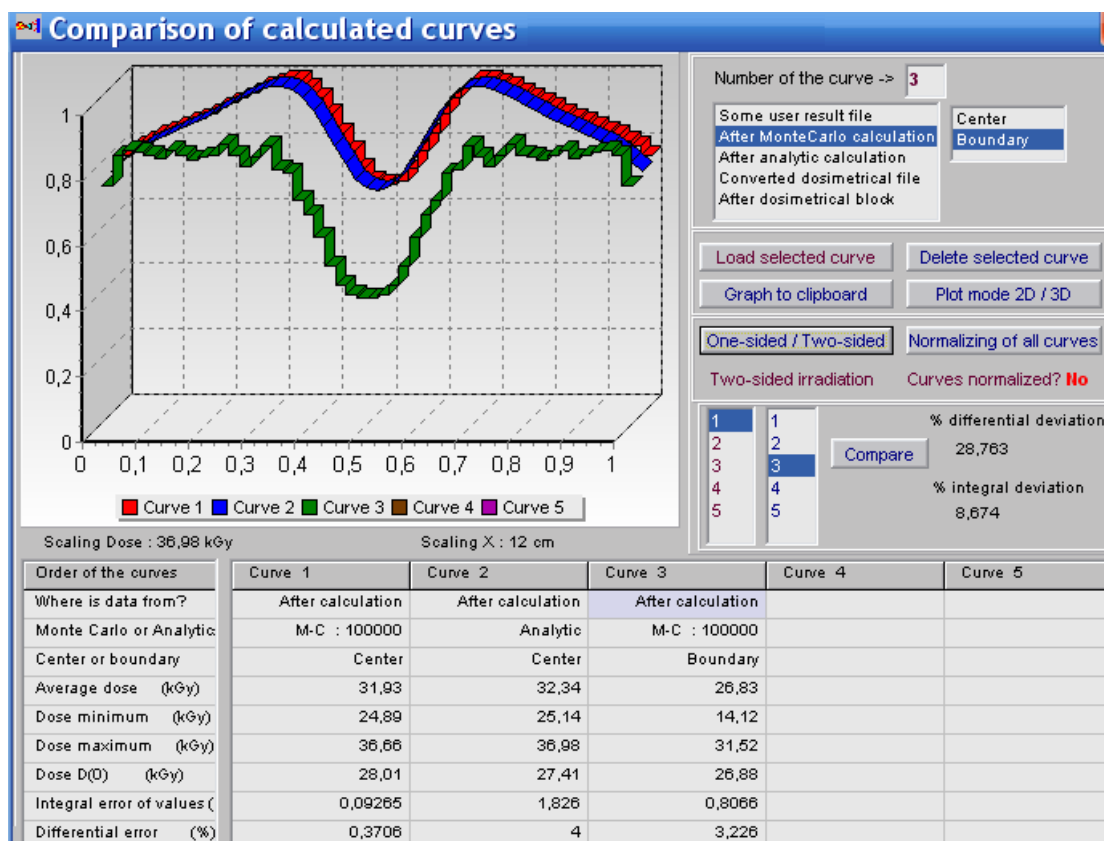 Comparison of calculated curves
Number of the curve -> 3
Some user result file
After MonteCarlo calculation
After analytic calculation
Converted dosimetrical file
After dosimetrical block
Center
Boundary
Load selected curve
Delete selected curve
Graph to clipboard
Plot mode 2D / 3D
One-sided / Two-sided
Normalizing of all curves
Two-sided irradiation
Curves normalized? No
1
2
3
4
5
1
2
3
4
5
Compare
% differential deviation
28,763
% integral deviation
8,674
1
0,8
0,6
0,4
0,2
0
0 0,1 0,2 0,3 0,4 0,5 0,6 0,7 0,8 0,9 1
Curve 1 Curve 2 Curve 3 Curve 4 Curve 5
Scaling Dose : 36,98 kGy
Scaling X : 12 cm
Order of the curves Curve 1 Curve 2 Curve 3 Curve 4 Curve 5
Where is data from? After calculation After calculation After calculation
Monte Carlo or Analytic M-C : 100000 Analytic M-C : 100000
Center or boundary Center Center Boundary
Average dose (kGy) 31,93 32,34 26,83
Dose minimum (kGy) 24,89 25,14 14,12
Dose maximum (kGy) 36,66 36,98 31,52
Dose D(0) (kGy) 28,01 27,41 26,88
Integral error of values ( 0,09265 1,826 0,8066
Differential error (%) 0,3706 4 3,226